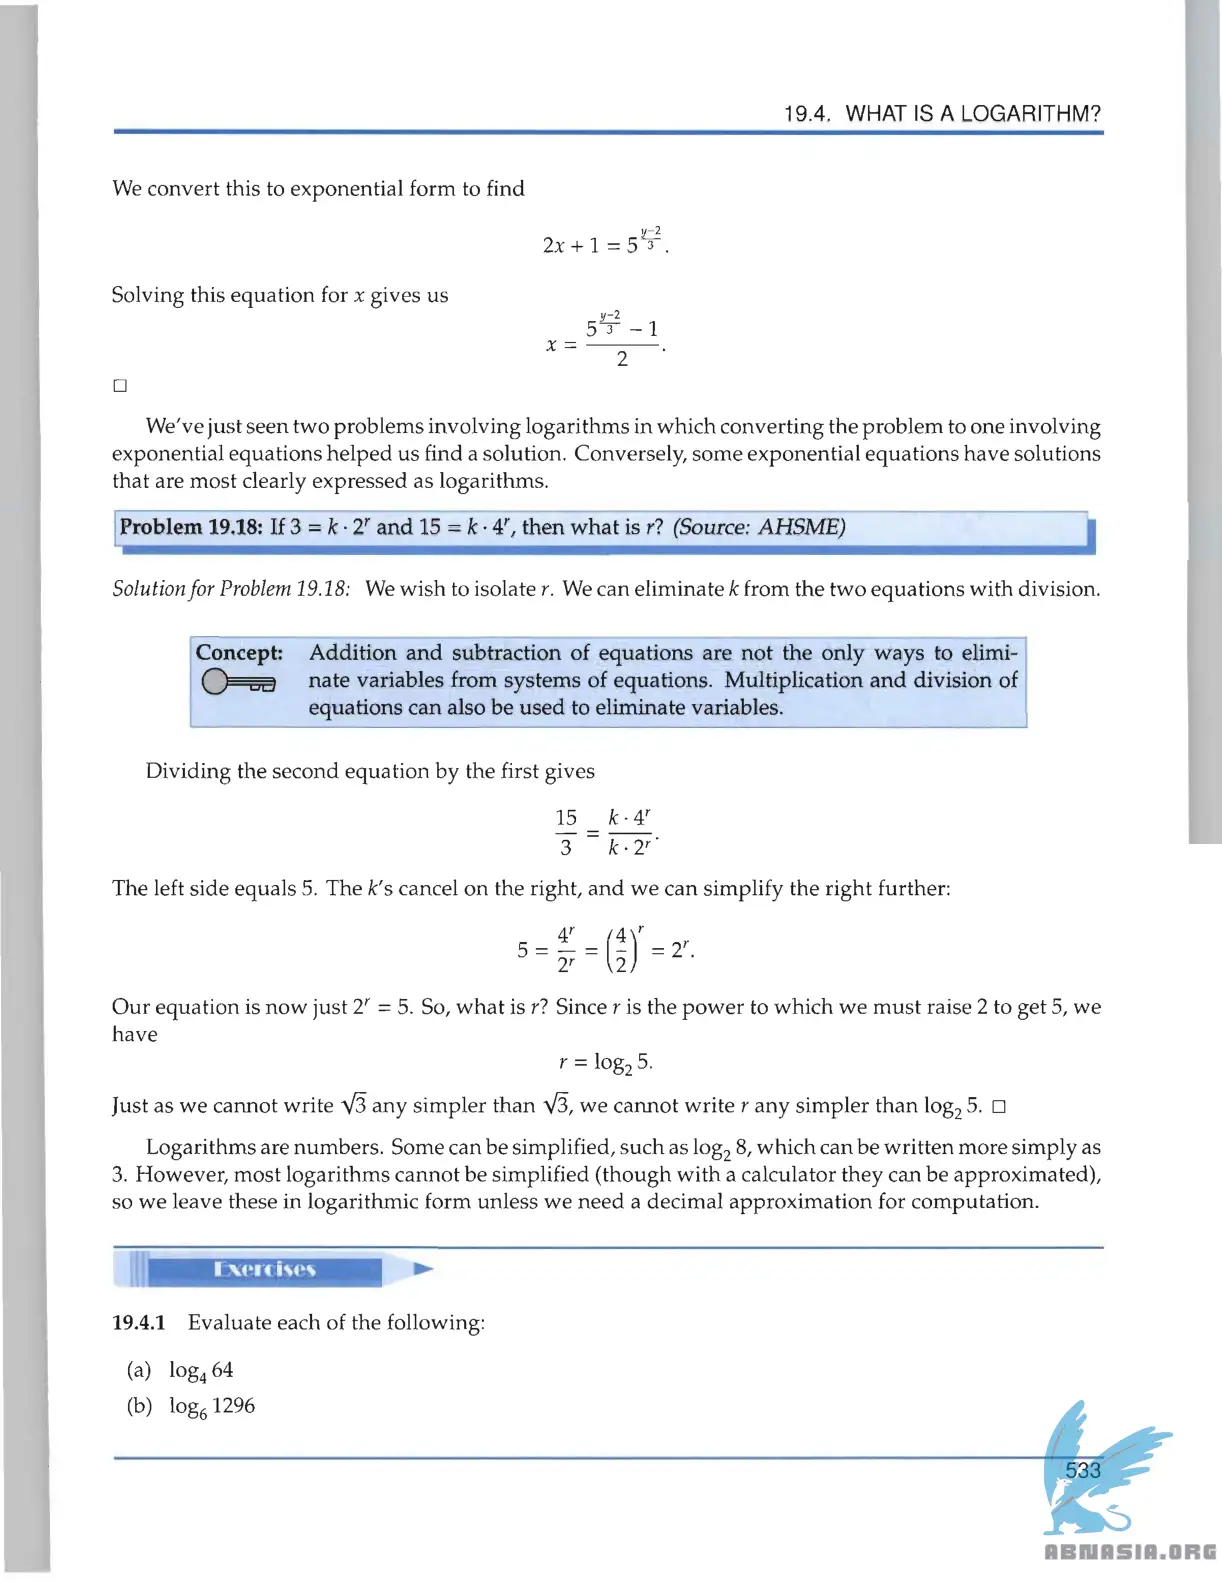 19.4. WHAT IS A LOGARITHM?
We convert this to exponential form to find
2x + 1 = 5^{\frac{y-2}{3}}.
Solving this equation for x gives us
x = \frac{5^{\frac{y-2}{3}} - 1}{2}.
□
We've just seen two problems involving logarithms in which converting the problem to one involving
exponential equations helped us find a solution. Conversely, some exponential equations have solutions
that are most clearly expressed as logarithms.
Problem 19.18: If 3 = k · 2^r and 15 = k · 4^r, then what is r? (Source: AHSME)
Solution for Problem 19.18: We wish to isolate r. We can eliminate k from the two equations with division.
Concept: Addition and subtraction of equations are not the only ways to elimi-
nate variables from systems of equations. Multiplication and division of
equations can also be used to eliminate variables.
Dividing the second equation by the first gives
\frac{15}{3} = \frac{k · 4^r}{k · 2^r}.
The left side equals 5. The k's cancel on the right, and we can simplify the right further:
5 = \frac{4^r}{2^r} = (\frac{4}{2})^r = 2^r.
Our equation is now just 2^r = 5. So, what is r? Since r is the power to which we must raise 2 to get 5, we
have
r = log_2 5.
Just as we cannot write √3 any simpler than √3, we cannot write r any simpler than log_2 5. □
Logarithms are numbers. Some can be simplified, such as log_2 8, which can be written more simply as
3. However, most logarithms cannot be simplified (though with a calculator they can be approximated),
so we leave these in logarithmic form unless we need a decimal approximation for computation.
Exercises
19.4.1 Evaluate each of the following:
(a) log_4 64
(b) log_6 1296
533
ABNASIA.ORG